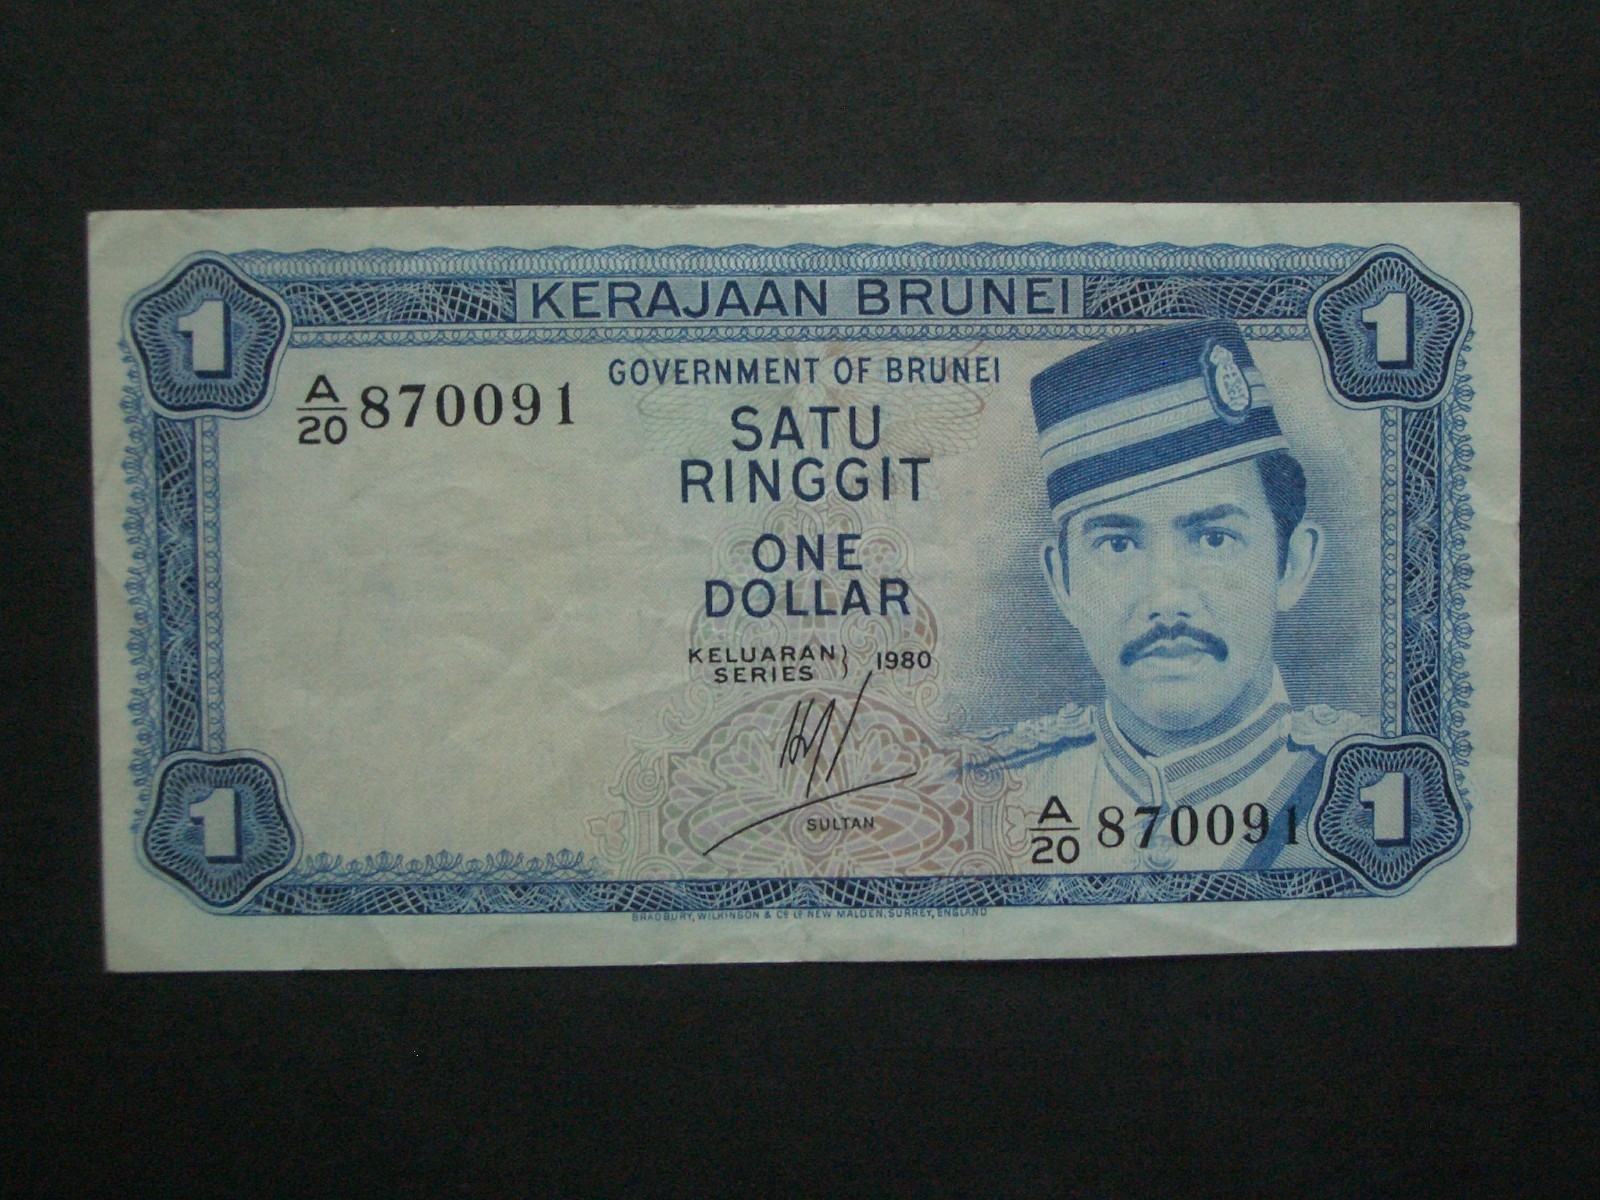 1
KERAJAAN BRUNEI
1
GOVERNMENT OF BRUNEI
A/20 870091
SATU
RINGGIT
ONE
DOLLAR
KELUARAN } 1980
SERIES
SULTAN
1
A/20 870091
1
BRADBURY, WILKINSON & Cº Lº NEW MALDEN, SURREY, ENGLAND